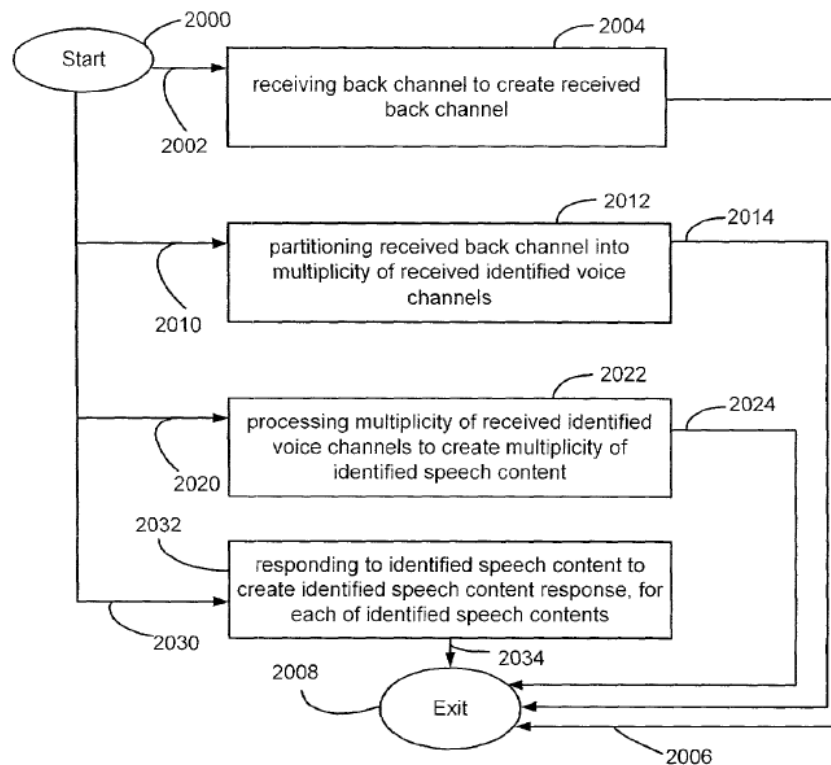 2000
Start
2004
receiving back channel to create received
back channel
2002
2012
2014
partitioning received back channel into
multiplicity of received identified voice
channels
2010
2022
2024
processing multiplicity of received identified
voice channels to create multiplicity of
identified speech content
2020
2032
responding to identified speech content to
create identified speech content response, for
each of identified speech contents
2030
2034
2008
Exit
2006